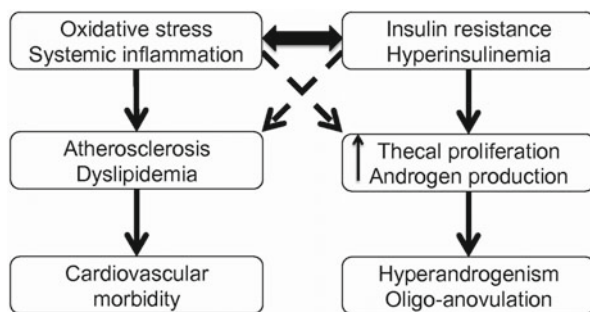 Oxidative stress
Systemic inflammation
Insulin resistance
Hyperinsulinemia
Atherosclerosis
Dyslipidemia
Thecal proliferation
Androgen production
Cardiovascular
morbidity
Hyperandrogenism
Oligo-anovulation